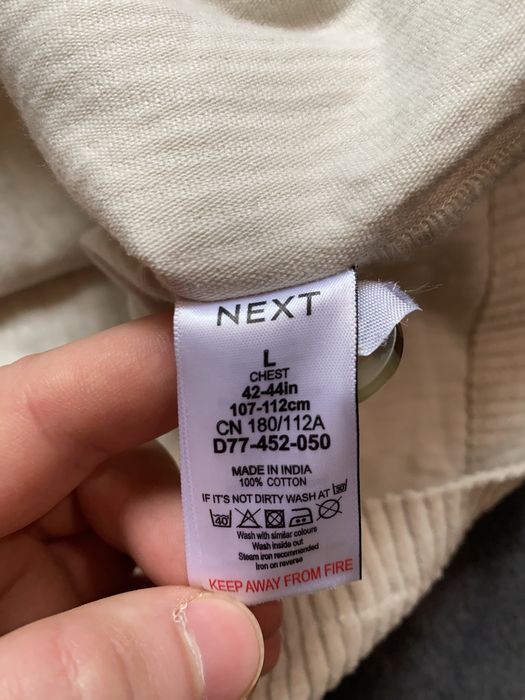 NEXT
L
CHEST
42-44in
107-112cm
CN 180/112A
D77-452-050
MADE IN INDIA
100% COTTON
IF IT'S NOT DIRTY WASH AT 30°
40°
Wash with similar colours
Wash inside out
Steam iron recommended
Iron on reverse
KEEP AWAY FROM FIRE